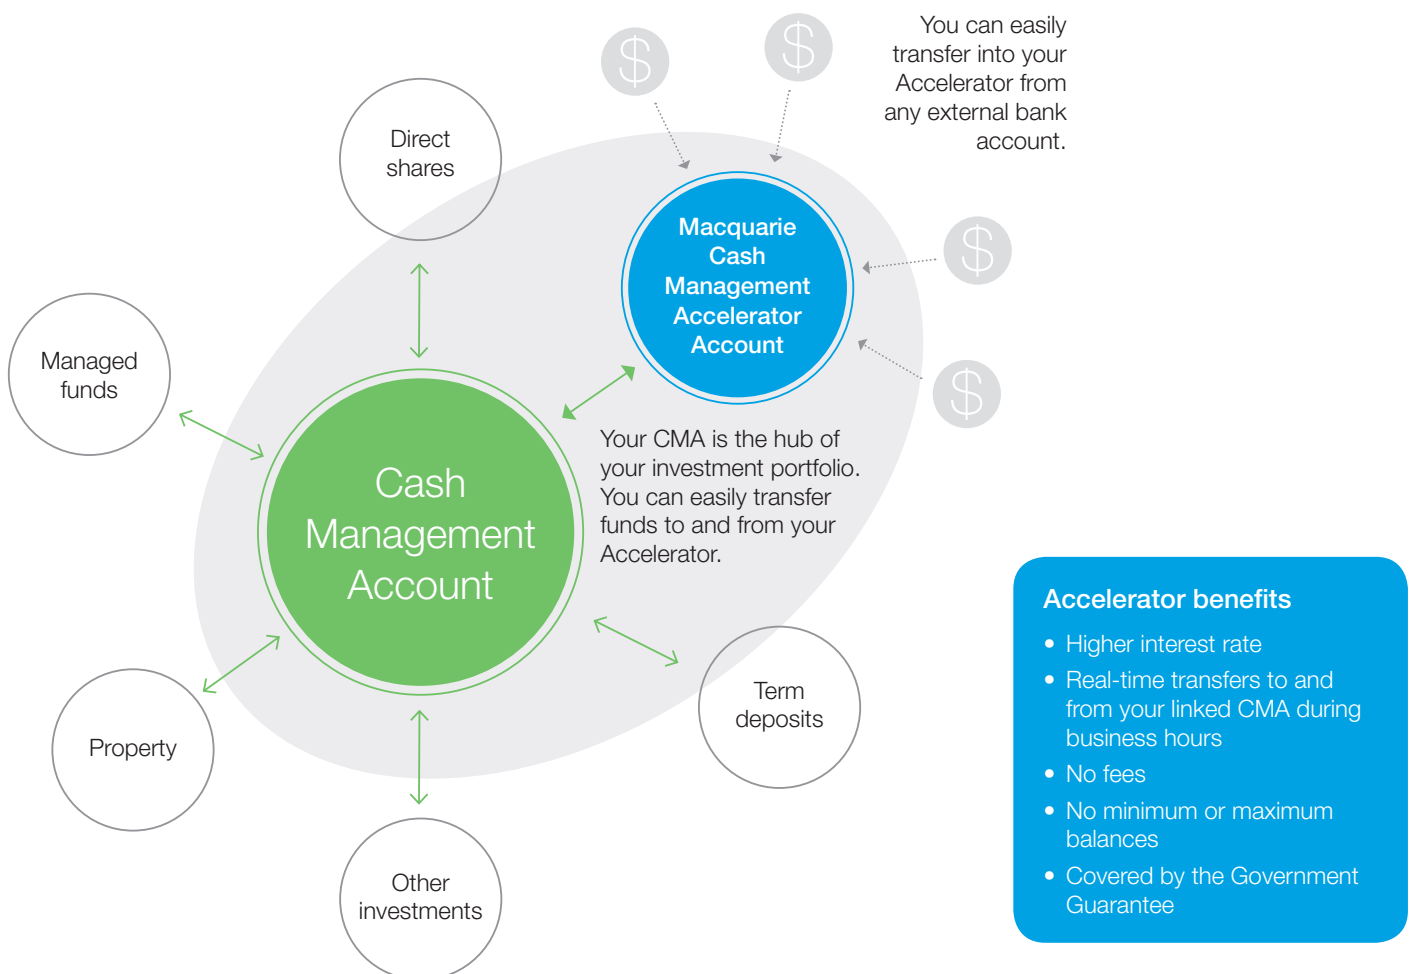 You can easily
transfer into your
Accelerator from
any external bank
account.
$
$
$
$
Direct
shares
Macquarie
Cash
Management
Accelerator
Account
Managed
funds
Your CMA is the hub of
your investment portfolio.
You can easily transfer
funds to and from your
Accelerator.
Cash
Management
Account
Property
Term
deposits
Other
investments
Accelerator benefits
• Higher interest rate
• Real-time transfers to and
from your linked CMA during
business hours
• No fees
• No minimum or maximum
balances
• Covered by the Government
Guarantee